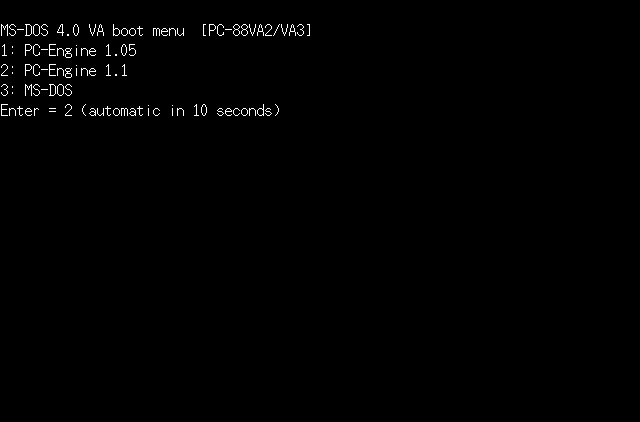 MS-DOS 4.0 VA boot menu  [PC-88VA2/VA3]
1: PC-Engine 1.05
2: PC-Engine 1.1
3: MS-DOS
Enter = 2 (automatic in 10 seconds)